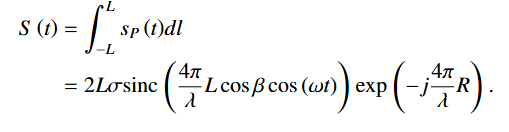 S (t) = ∫_{-L}^{L} s_P (t)dl
= 2Lσsinc ( 4π/λ L cos β cos (ωt) ) exp ( −j 4π/λ R ) .